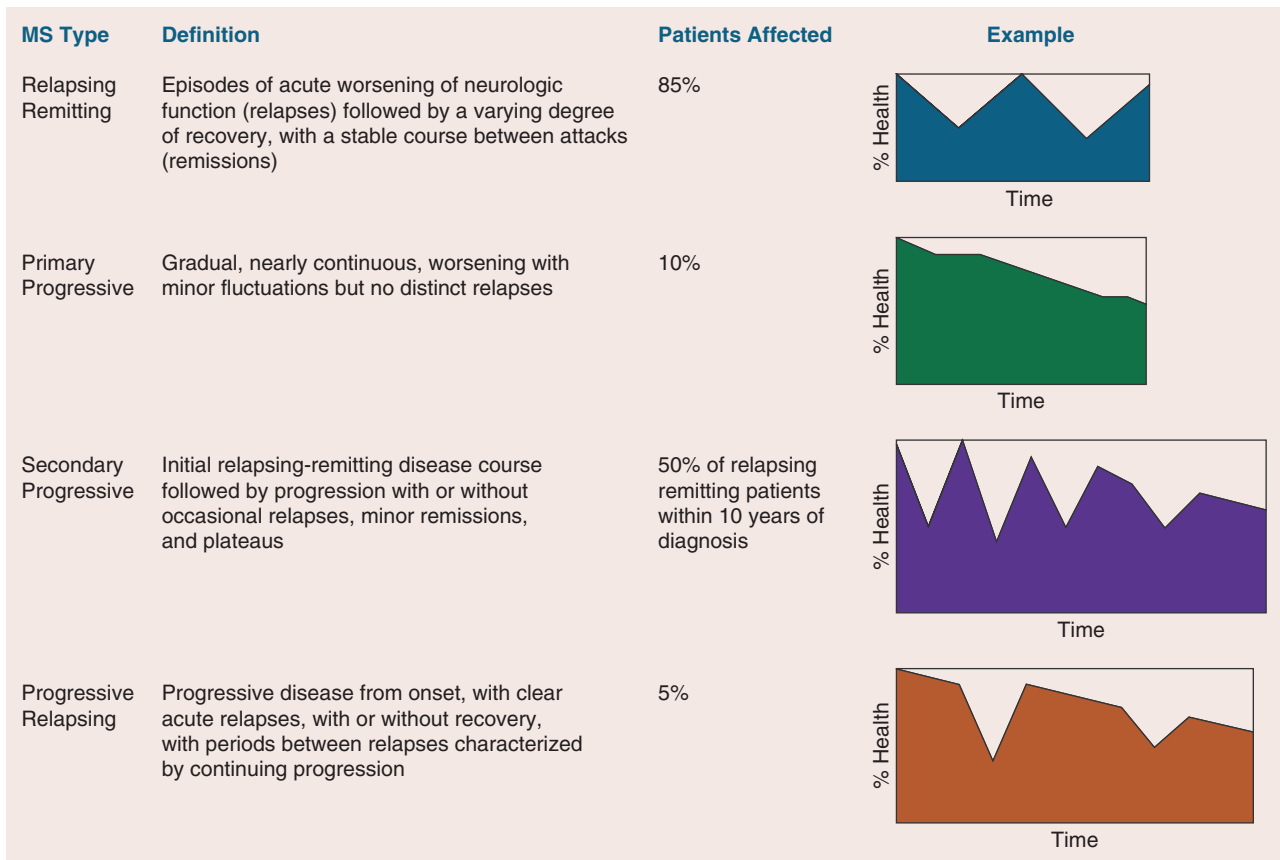 MS Type Definition Patients Affected Example
Relapsing
Remitting
Episodes of acute worsening of neurologic
function (relapses) followed by a varying degree
of recovery, with a stable course between attacks
(remissions)
85%
% Health
Time
Primary
Progressive
Gradual, nearly continuous, worsening with
minor fluctuations but no distinct relapses
10%
% Health
Time
Secondary
Progressive
Initial relapsing-remitting disease course
followed by progression with or without
occasional relapses, minor remissions,
and plateaus
50% of relapsing
remitting patients
within 10 years of
diagnosis
% Health
Time
Progressive
Relapsing
Progressive disease from onset, with clear
acute relapses, with or without recovery,
with periods between relapses characterized
by continuing progression
5%
% Health
Time